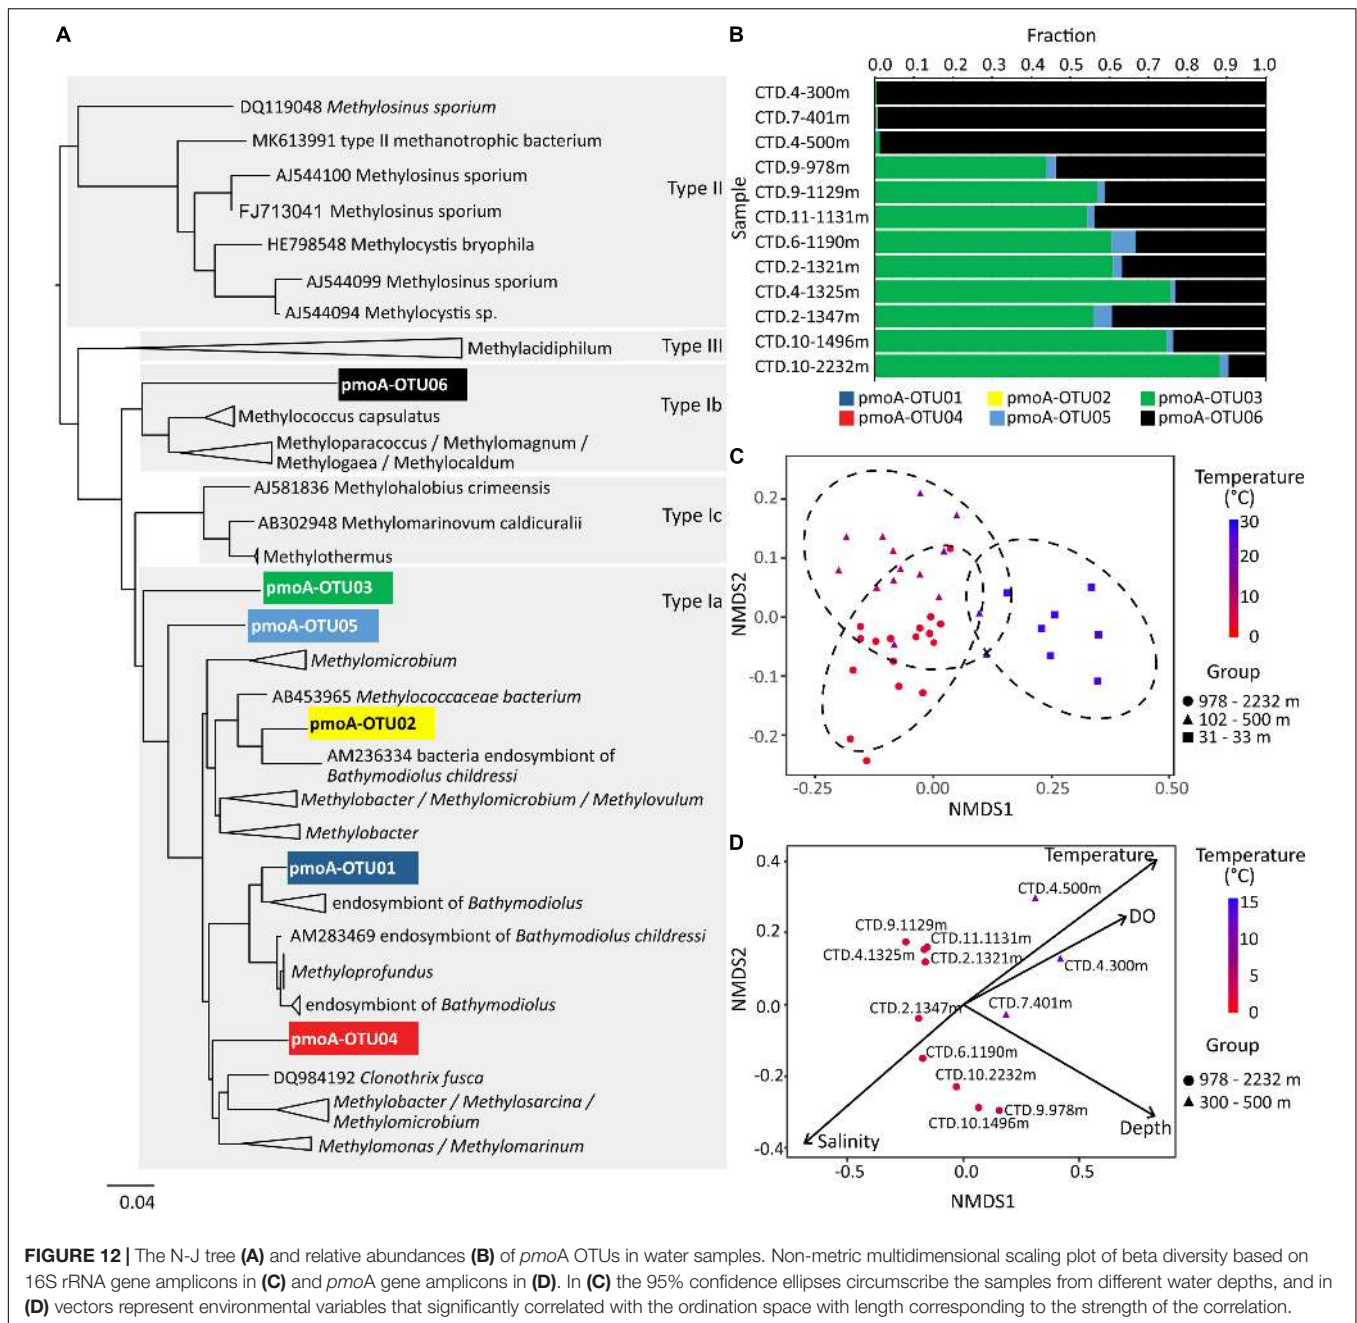 A
DQ119048 Methylosinus sporium
MK613991 type II methanotrophic bacterium
AJ544100 Methylosinus sporium
Type II
FJ713041 Methylosinus sporium
HE798548 Methylocystis bryophila
AJ544099 Methylosinus sporium
AJ544094 Methylocystis sp.
Methylacidiphilum
Type III
pmoA-OTU06
Type Ib
Methylococcus capsulatus
Methyloparacoccus / Methylomagnum /
Methylogaea / Methylocaldum
AJ581836 Methylohalobius crimeensis
Type Ic
AB302948 Methylomarinovum caldicuralii
Methylothermus
pmoA-OTU03
Type Ia
pmoA-OTU05
Methylomicrobium
AB453965 Methylococcaceae bacterium
pmoA-OTU02
AM236334 bacteria endosymbiont of
Bathymodiolus childressi
Methylobacter / Methylomicrobium / Methylovulum
Methylobacter
pmoA-OTU01
endosymbiont of Bathymodiolus
AM283469 endosymbiont of Bathymodiolus childressi
Methyloprofundus
endosymbiont of Bathymodiolus
pmoA-OTU04
DQ984192 Clonothrix fusca
Methylobacter / Methylosarcina /
Methylomicrobium
Methylomonas / Methylomarinum
0.04
B
Fraction
0.0 0.1 0.2 0.3 0.4 0.5 0.6 0.7 0.8 0.9 1.0
Sample
CTD.4-300m
CTD.7-401m
CTD.4-500m
CTD.9-978m
CTD.9-1129m
CTD.11-1131m
CTD.6-1190m
CTD.2-1321m
CTD.4-1325m
CTD.2-1347m
CTD.10-1496m
CTD.10-2232m
pmoA-OTU01 pmoA-OTU02 pmoA-OTU03
pmoA-OTU04 pmoA-OTU05 pmoA-OTU06
C
NMDS2
0.2
0.1
0.0
-0.1
-0.2
-0.25 0.00 0.25 0.50
NMDS1
Temperature
(°C)
30
20
10
0
Group
978 - 2232 m
102 - 500 m
31 - 33 m
D
NMDS2
0.4
0.2
0.0
-0.2
-0.4
Temperature
CTD.4.500m
DO
CTD.9.1129m
CTD.11.1131m
CTD.4.1325m
CTD.2.1321m
CTD.4.300m
CTD.7.401m
CTD.2.1347m
CTD.6.1190m
CTD.10.2232m
CTD.9.978m
CTD.10.1496m
Depth
Salinity
-0.5 0.0 0.5
NMDS1
Temperature
(°C)
15
10
5
0
Group
978 - 2232 m
300 - 500 m
FIGURE 12 | The N-J tree (A) and relative abundances (B) of pmoA OTUs in water samples. Non-metric multidimensional scaling plot of beta diversity based on
16S rRNA gene amplicons in (C) and pmoA gene amplicons in (D). In (C) the 95% confidence ellipses circumscribe the samples from different water depths, and in
(D) vectors represent environmental variables that significantly correlated with the ordination space with length corresponding to the strength of the correlation.